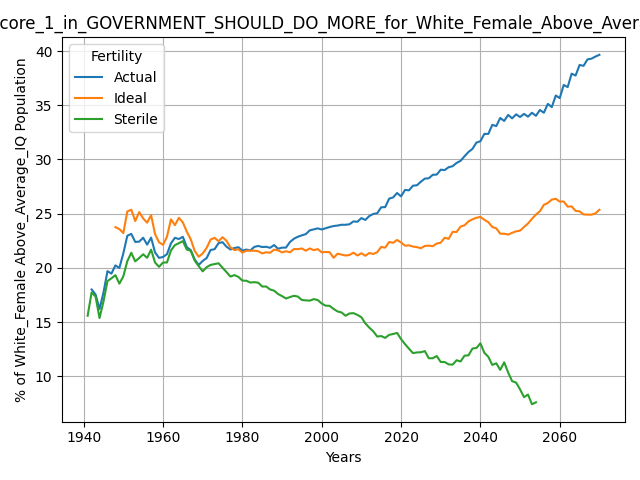 core_1_in_GOVERNMENT_SHOULD_DO_MORE_for_White_Female_Above_Aver
% of White_Female Above_Average_IQ Population
Fertility
Actual
Ideal
Sterile
40
35
30
25
20
15
10
1940 1960 1980 2000 2020 2040 2060
Years